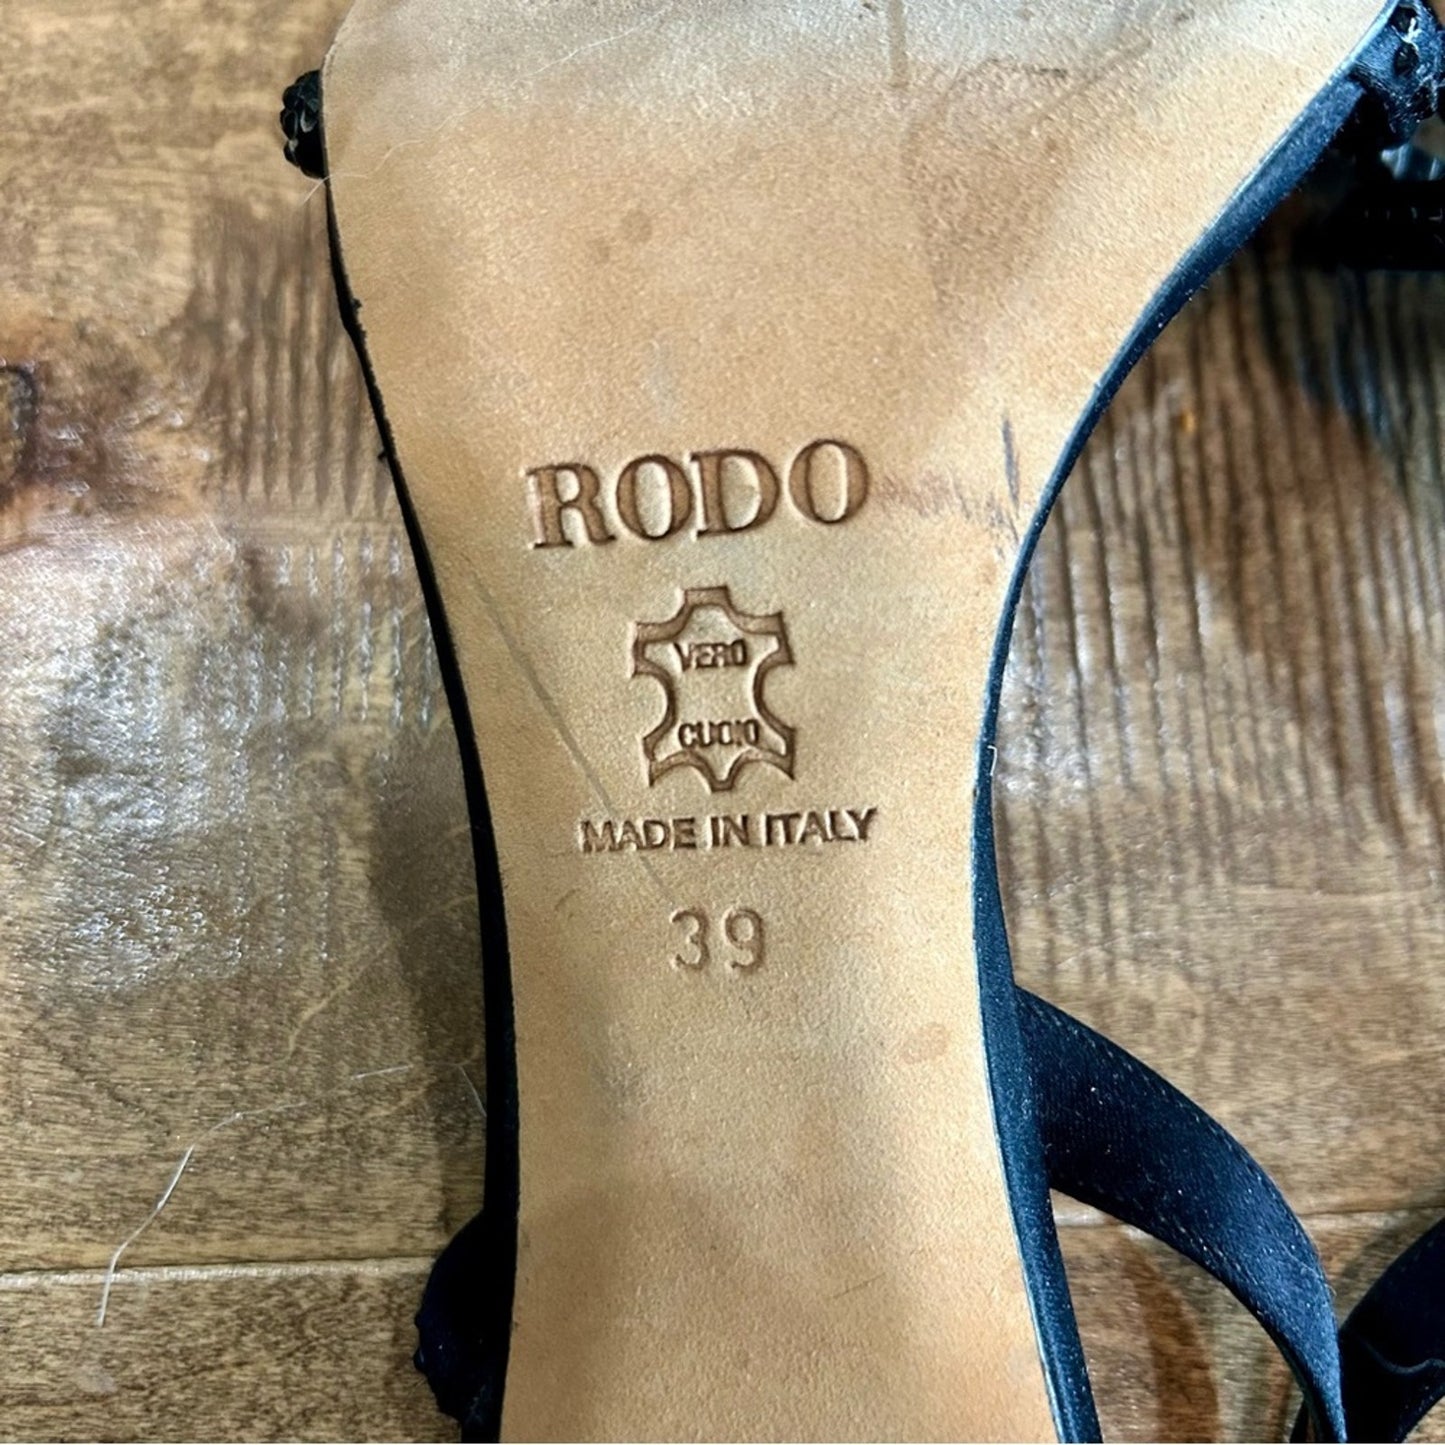 RODO
VERO
CUOIO
MADE IN ITALY
39